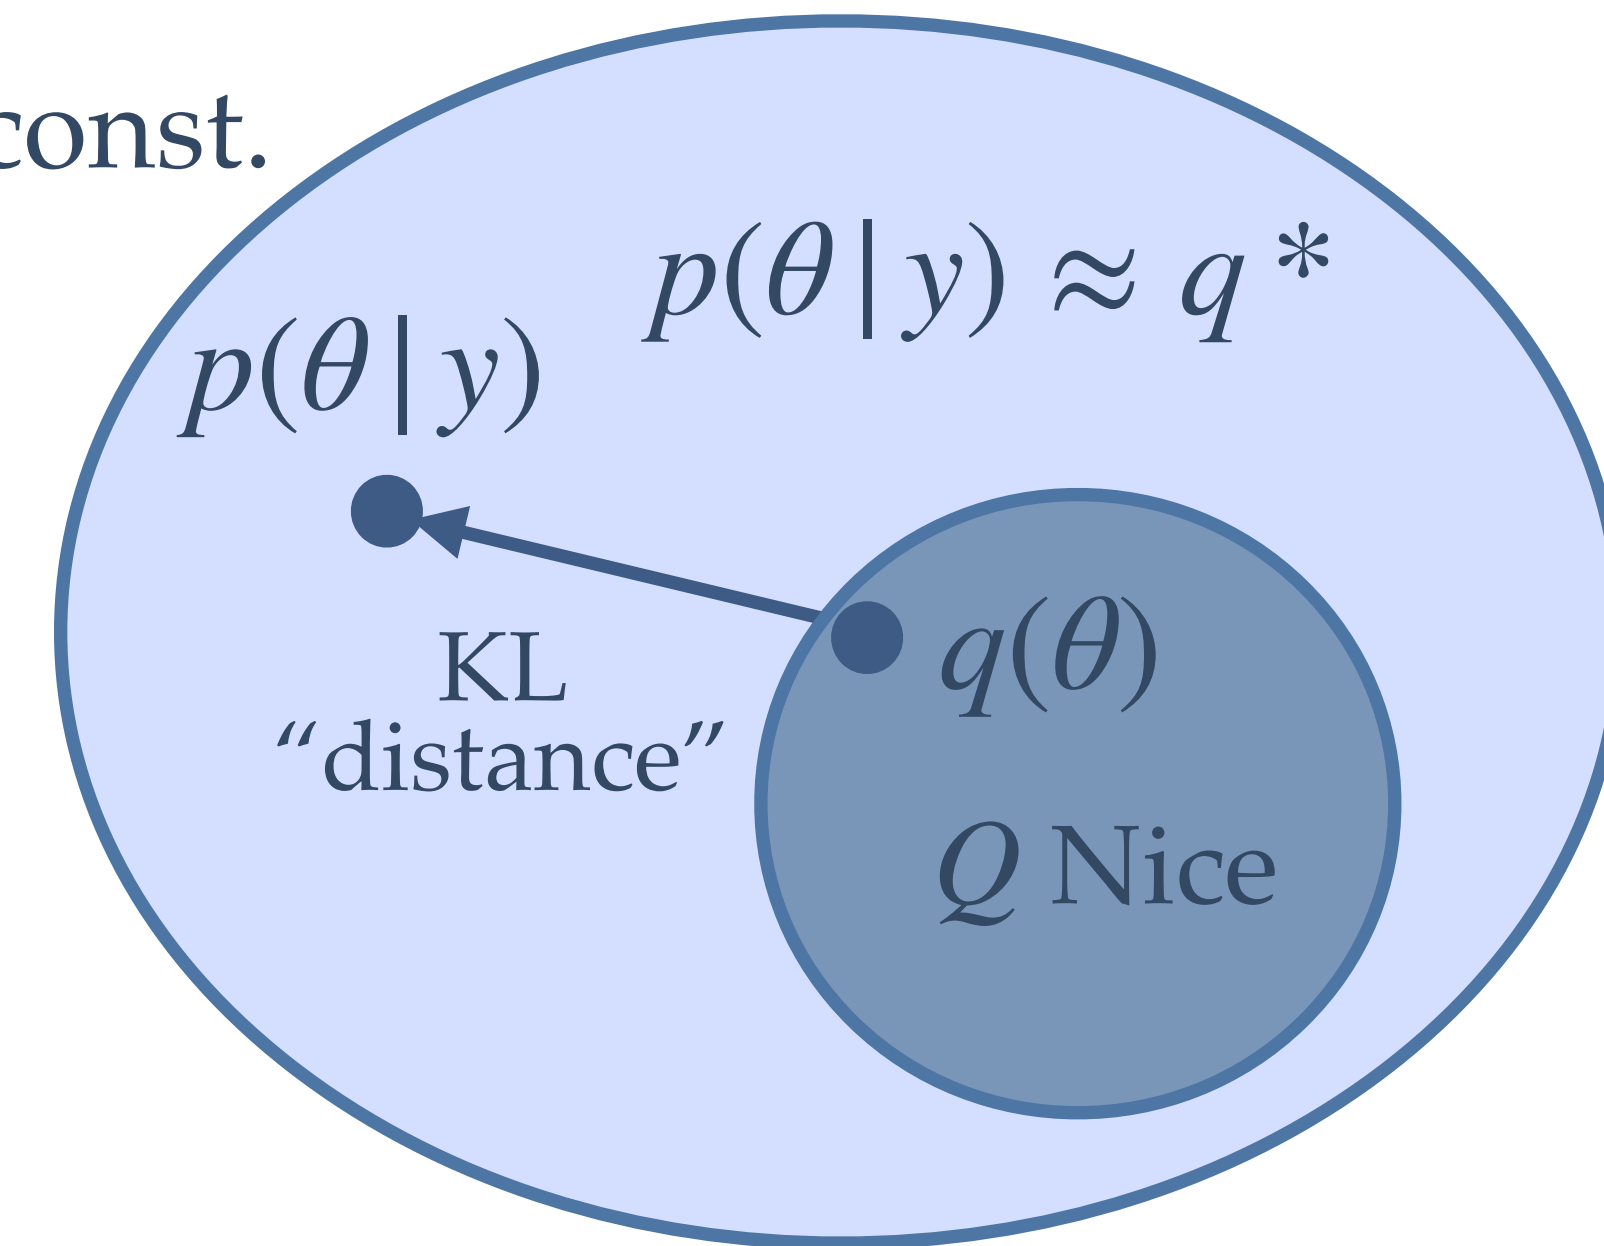 const.
p(θ|y) ≈ q*
p(θ|y)
KL
“distance”
q(θ)
Q Nice